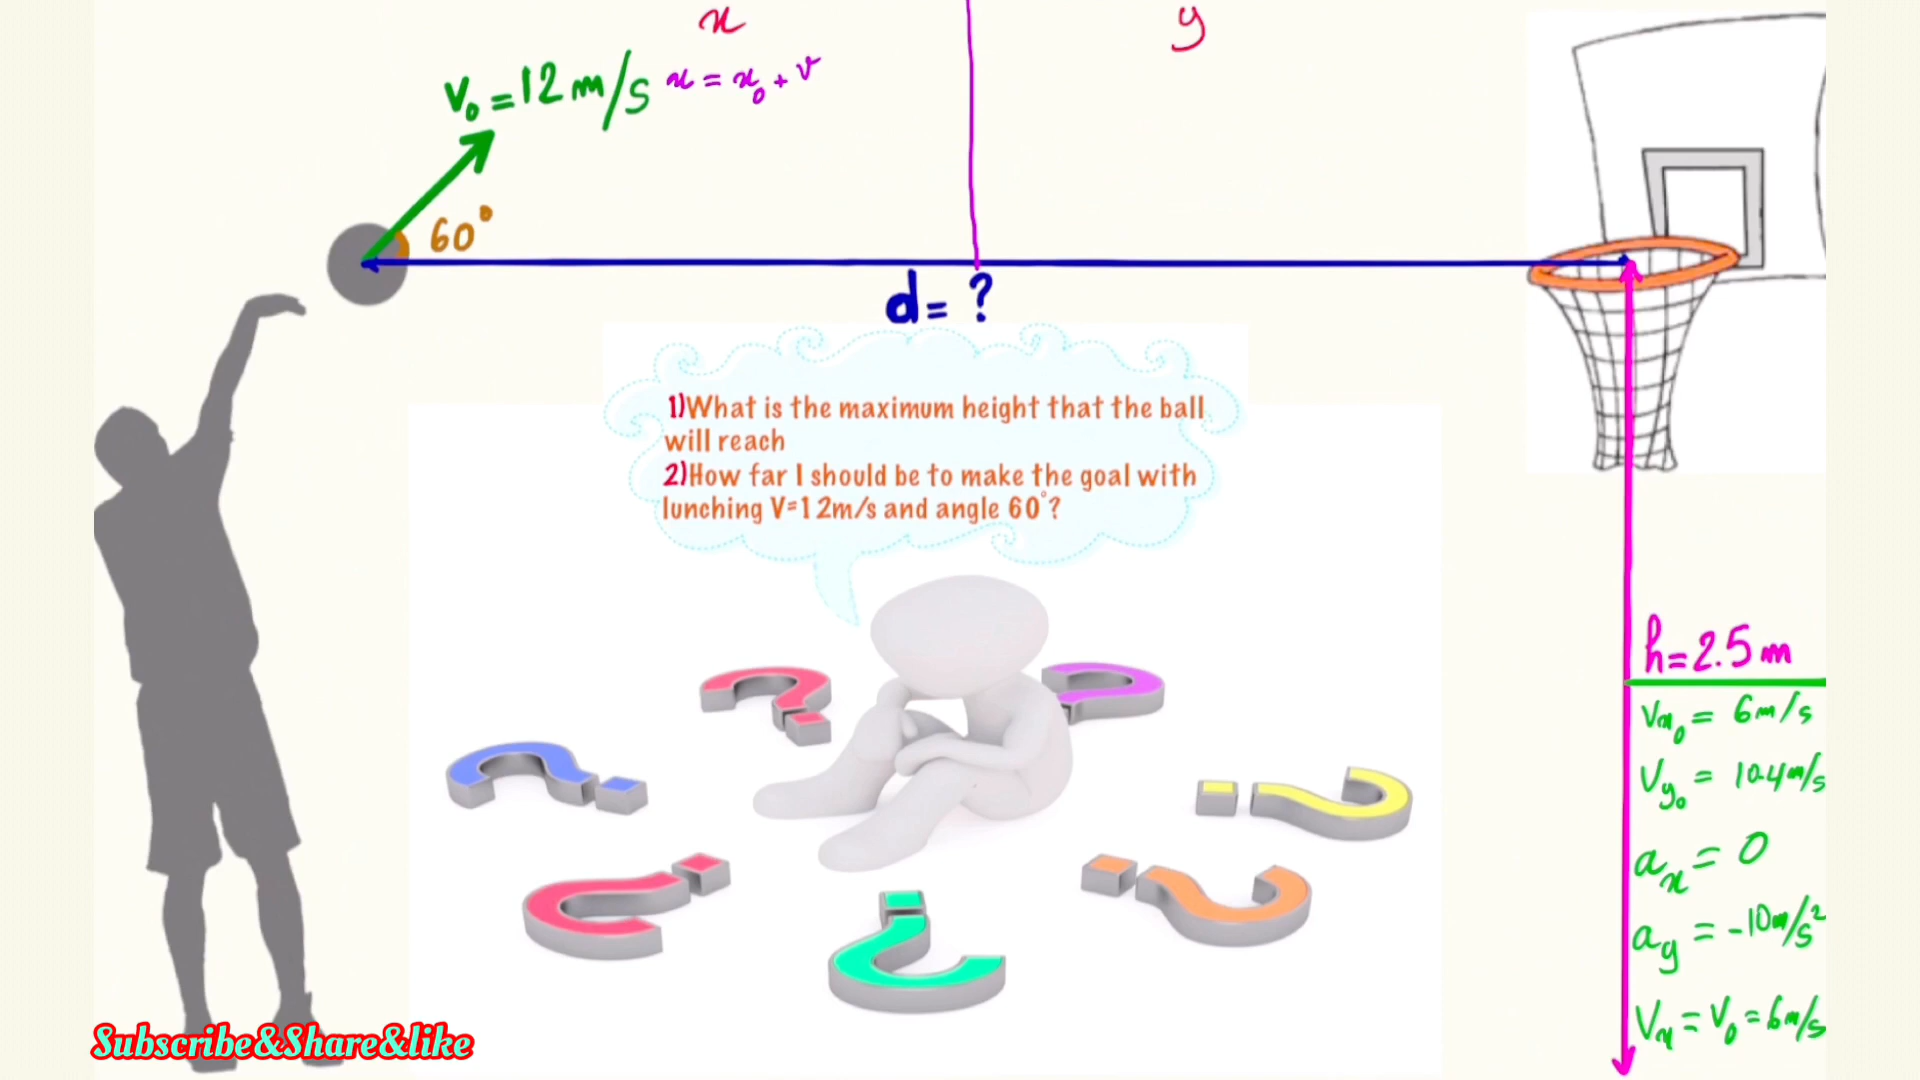 x
y
V₀ = 12 m/s
x = x₀ + v
60°
d = ?
1)What is the maximum height that the ball
will reach
2)How far I should be to make the goal with
lunching V=12m/s and angle 60°?
h = 2.5 m
Vx₀ = 6 m/s
Vy₀ = 10.4 m/s
ax = 0
ay = -10 m/s²
Vx = V₀ = 6 m/s
Subscribe&Share&like